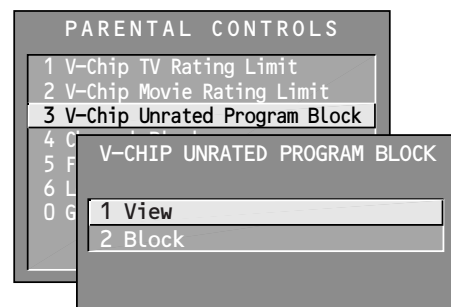 PARENTAL CONTROLS
1 V-Chip TV Rating Limit
2 V-Chip Movie Rating Limit
3 V-Chip Unrated Program Block
4
5
6
0
V-CHIP UNRATED PROGRAM BLOCK
1 View
2 Block